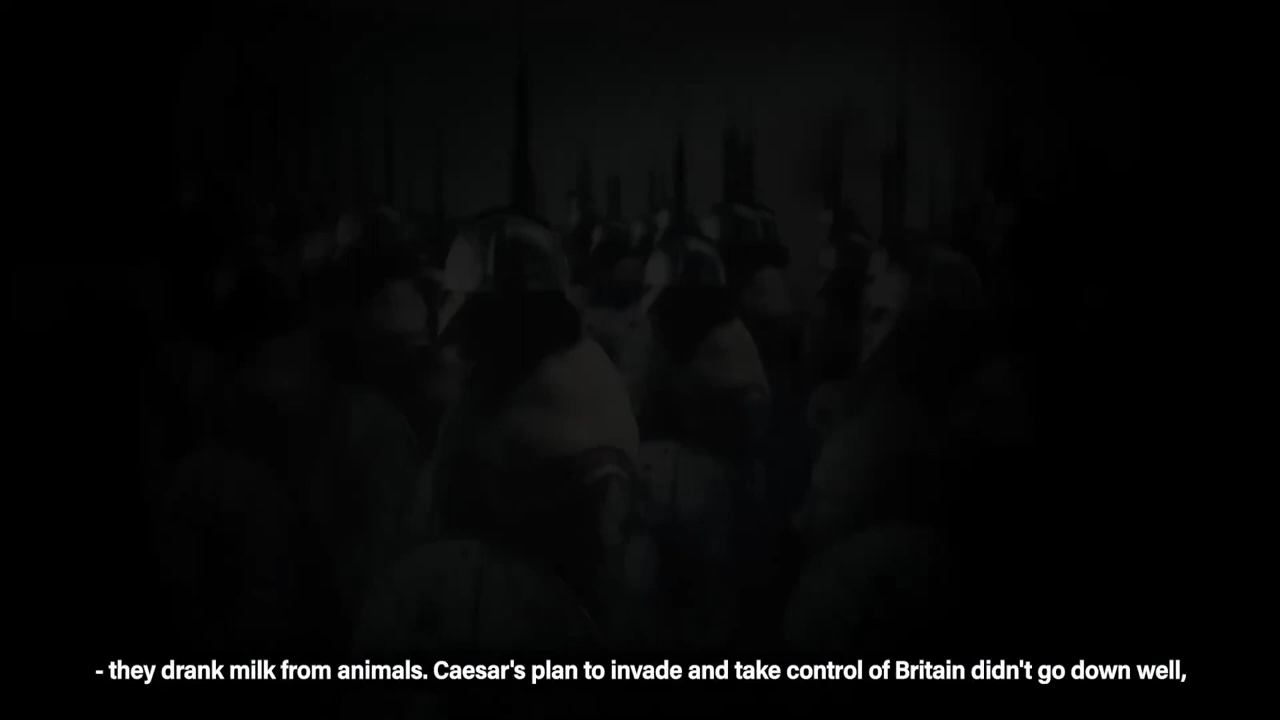 - they drank milk from animals. Caesar's plan to invade and take control of Britain didn't go down well,